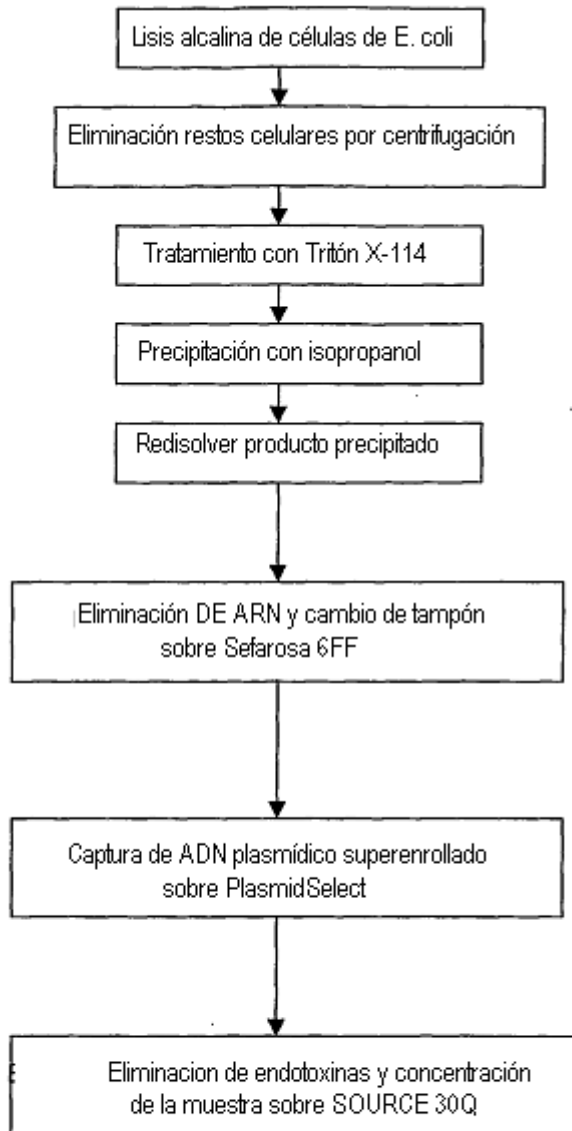 Lisis alcalina de células de E. coli
Eliminación restos celulares por centrifugación
Tratamiento con Tritón X-114
Precipitación con isopropanol
Redisolver producto precipitado
Eliminación DE ARN y cambio de tampón
sobre Sefarosa 6FF
Captura de ADN plasmídico superenrollado
sobre PlasmidSelect
Eliminacion de endotoxinas y concentración
de la muestra sobre SOURCE 30Q